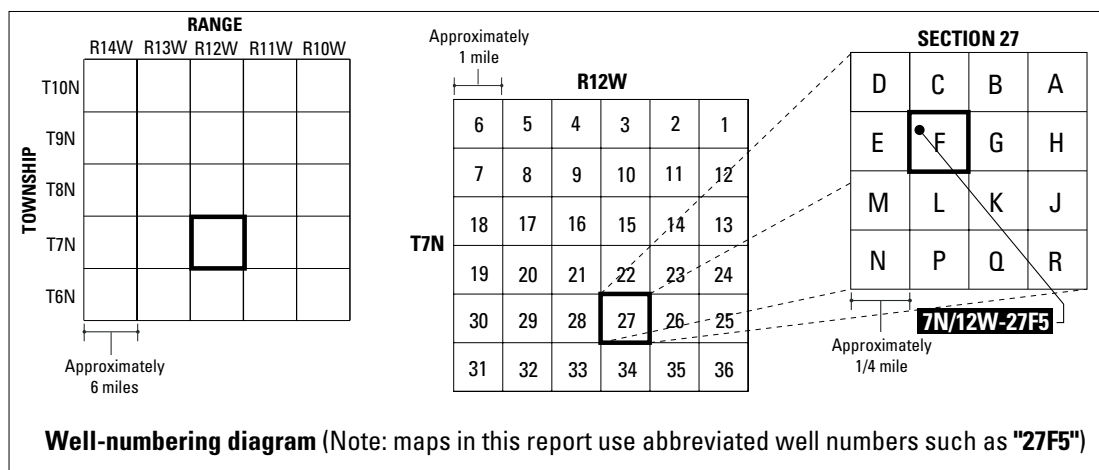 RANGE
R14W R13W R12W R11W R10W
TOWNSHIP
T10N
T9N
T8N
T7N
T6N
Approximately
6 miles
Approximately
1 mile
R12W
T7N
6 5 4 3 2 1
7 8 9 10 11 12
18 17 16 15 14 13
19 20 21 22 23 24
30 29 28 27 26 25
31 32 33 34 35 36
SECTION 27
D C B A
E F G H
M L K J
N P Q R
7N/12W-27F5
Approximately
1/4 mile
Well-numbering diagram (Note: maps in this report use abbreviated well numbers such as "27F5")